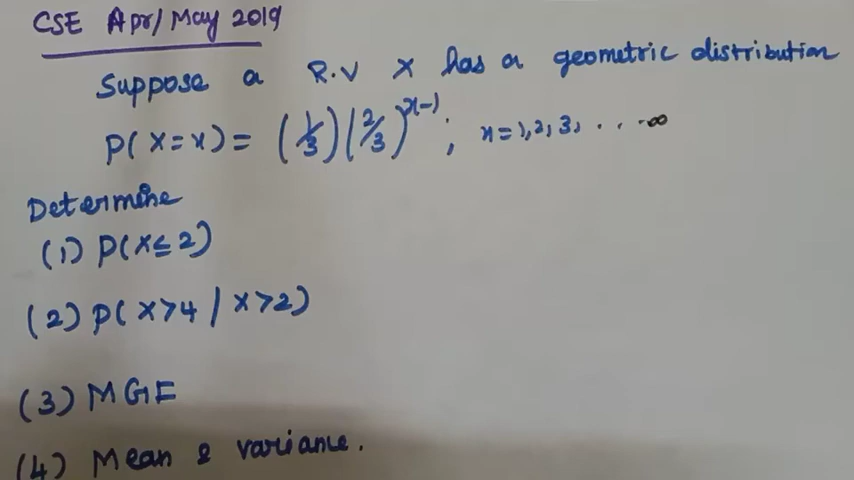 CSE Apr/May 2019
Suppose a R.V X has a geometric distribution
P(X=x) = (1/3)(2/3)^x-1; x=1,2,3,.....∞
Determine
(1) P(X≤2)
(2) P(X>4 / X>2)
(3) MGF
(4) Mean & variance.